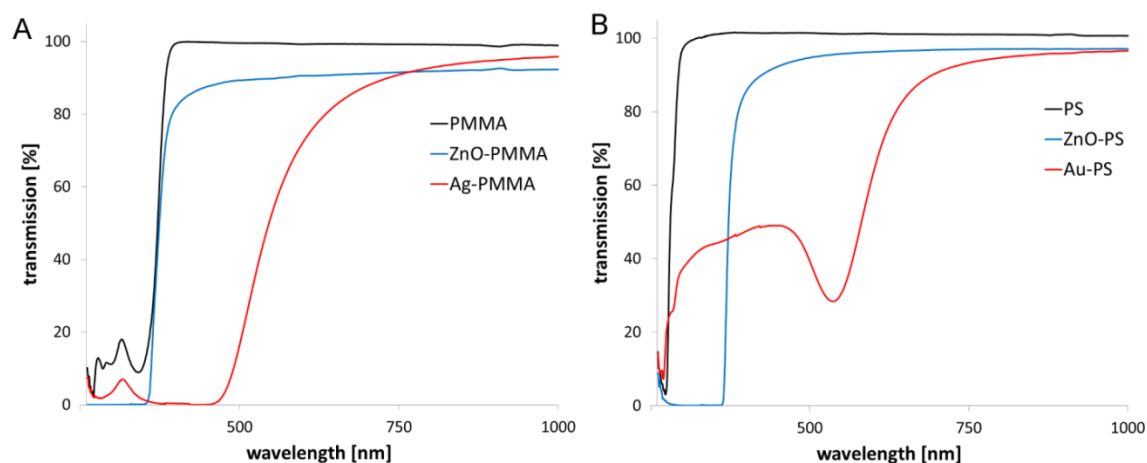 A
100
80
60
40
20
0
transmission [%]
PMMA
ZnO-PMMA
Ag-PMMA
500
750
1000
wavelength [nm]
B
100
80
60
40
20
0
transmission [%]
PS
ZnO-PS
Au-PS
500
750
1000
wavelength [nm]